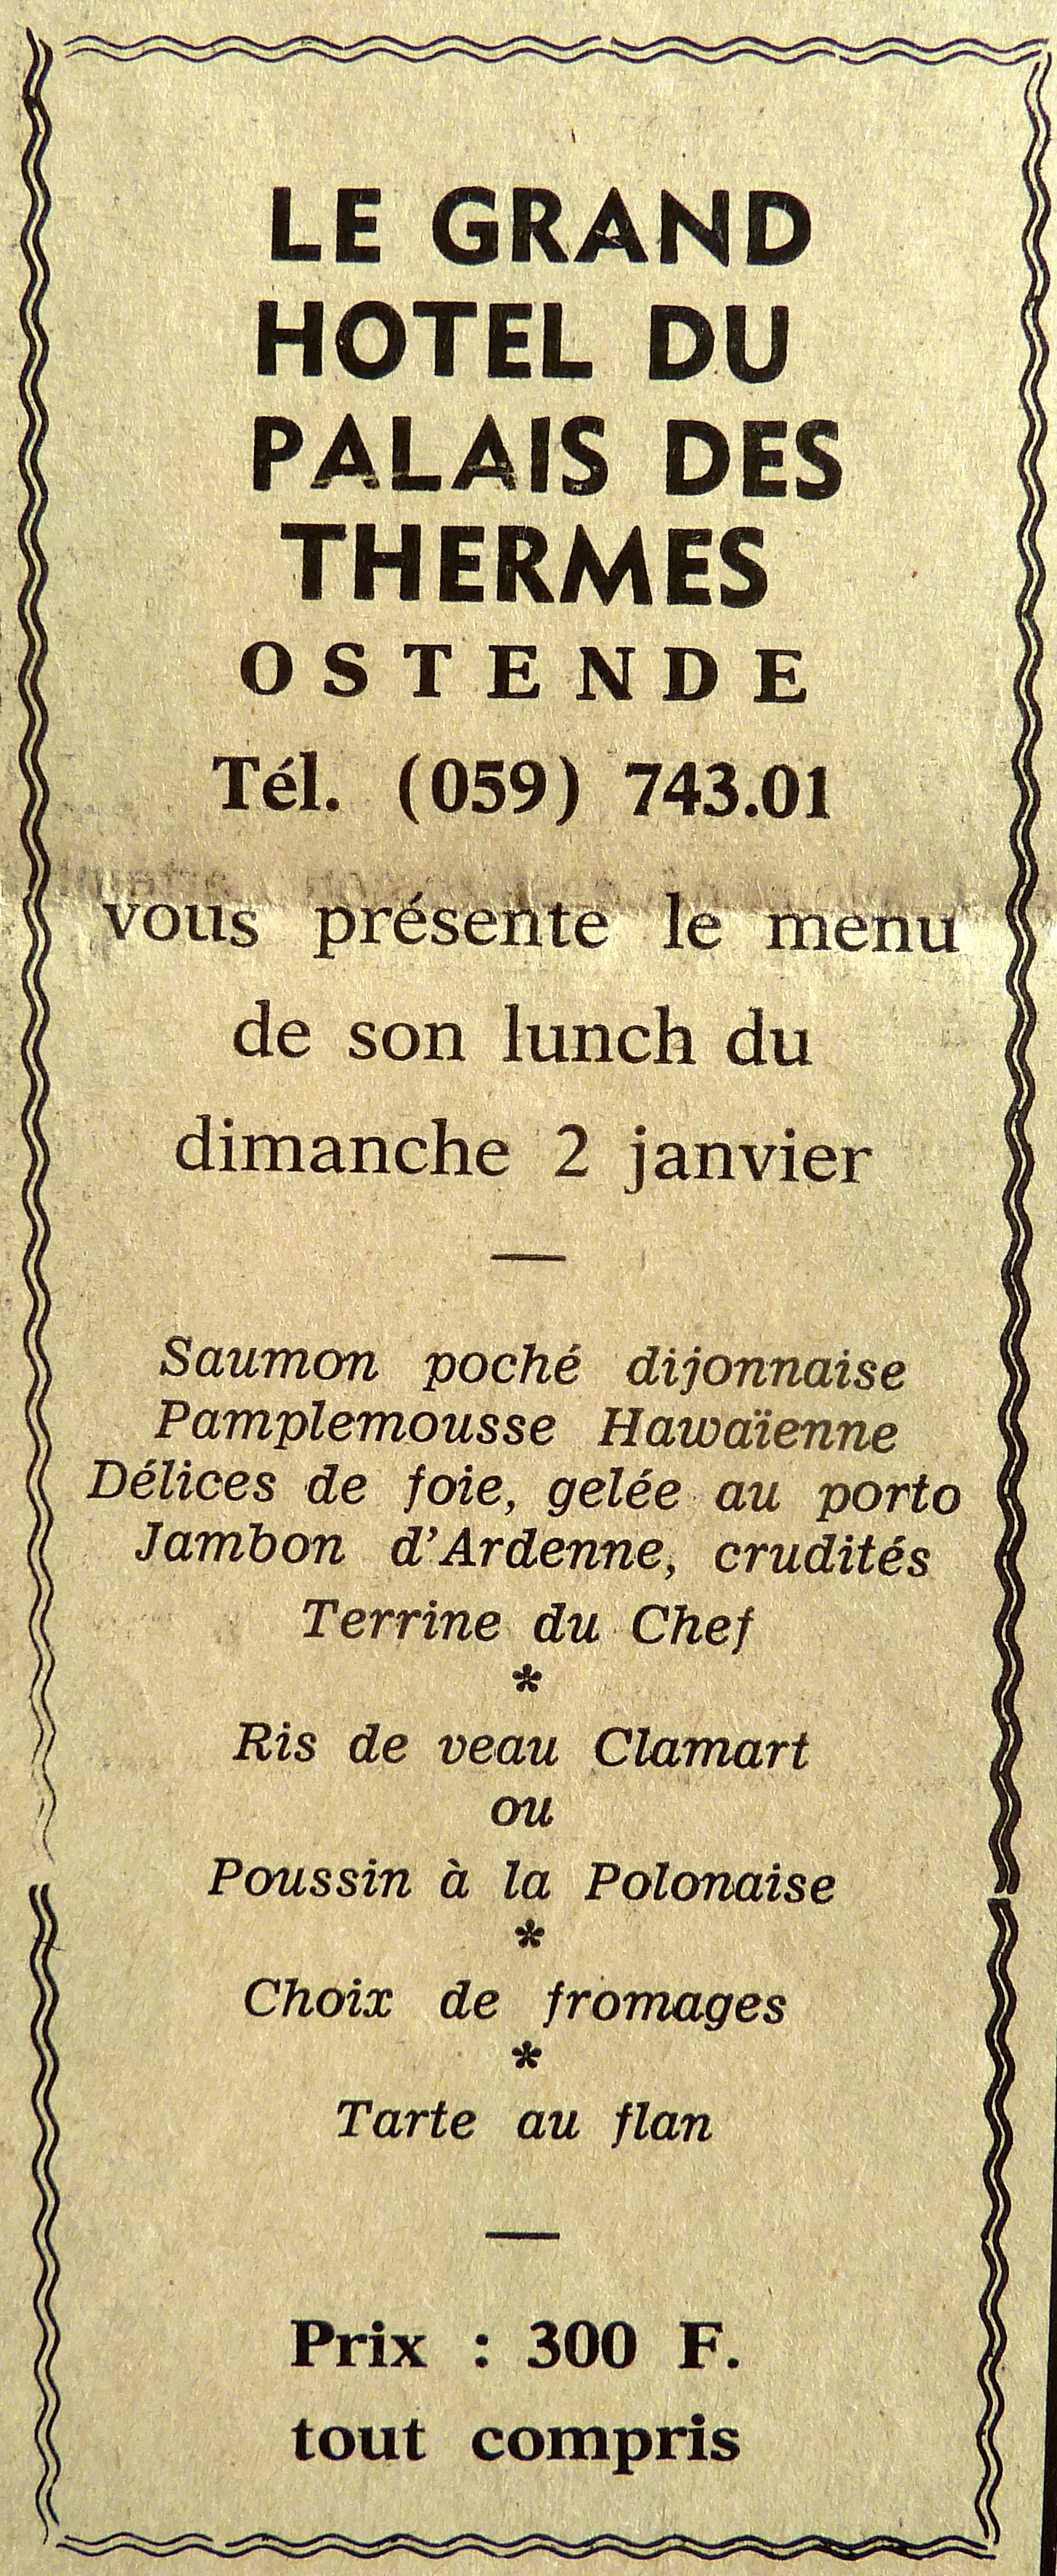 LE GRAND
HOTEL DU
PALAIS DES
THERMES
OSTENDE
Tél. (059) 743.01
vous présente le menu
de son lunch du
dimanche 2 janvier
—
Saumon poché dijonnaise
Pamplemousse Hawaïenne
Délices de foie, gelée au porto
Jambon d'Ardenne, crudités
Terrine du Chef
*
Ris de veau Clamart
ou
Poussin à la Polonaise
*
Choix de fromages
*
Tarte au flan
—
Prix : 300 F.
tout compris